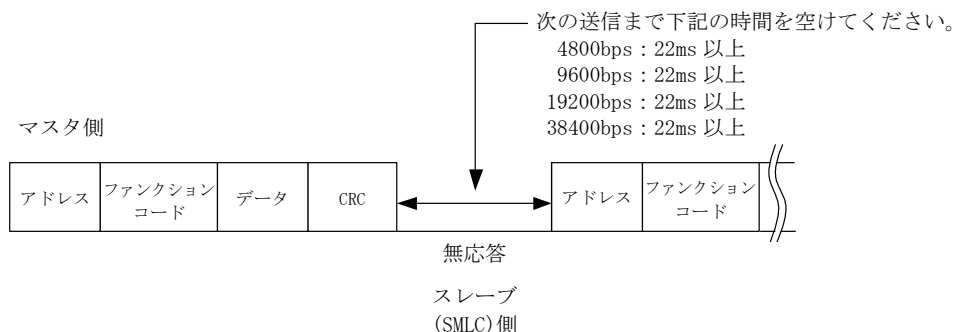 次の送信まで下記の時間を空けてください。
4800bps：22ms 以上
9600bps：22ms 以上
19200bps：22ms 以上
38400bps：22ms 以上
マスタ側
アドレス
ファンクション
コード
データ
CRC
アドレス
ファンクション
コード
無応答
スレーブ
(SMLC)側